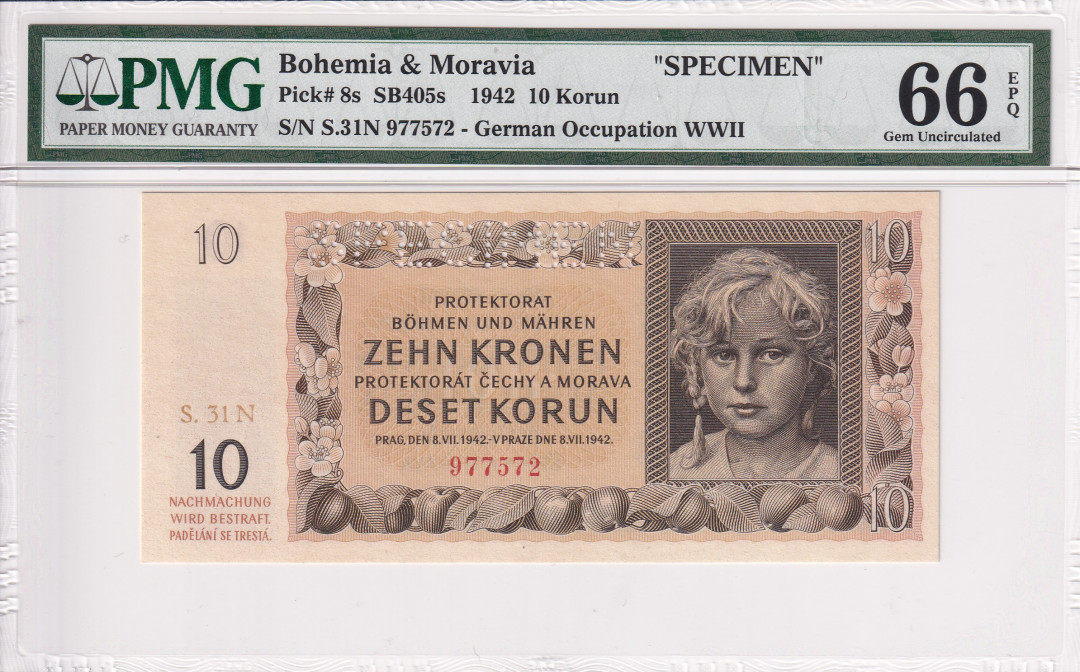 PMG
PAPER MONEY GUARANTY
Bohemia & Moravia "SPECIMEN"
Pick# 8s SB405s 1942 10 Korun
S/N S.31N 977572 - German Occupation WWII
66
EPQ
Gem Uncirculated
10
10
PROTEKTORAT
BÖHMEN UND MÄHREN
ZEHN KRONEN
PROTEKTORÁT ČECHY A MORAVA
DESET KORUN
PRAG, DEN 8.VII.1942.-V PRAZE DNE 8.VII.1942.
977572
S. 31 N
10
NACHMACHUNG
WIRD BESTRAFT.
PADĚLÁNÍ SE TRESTÁ.
10